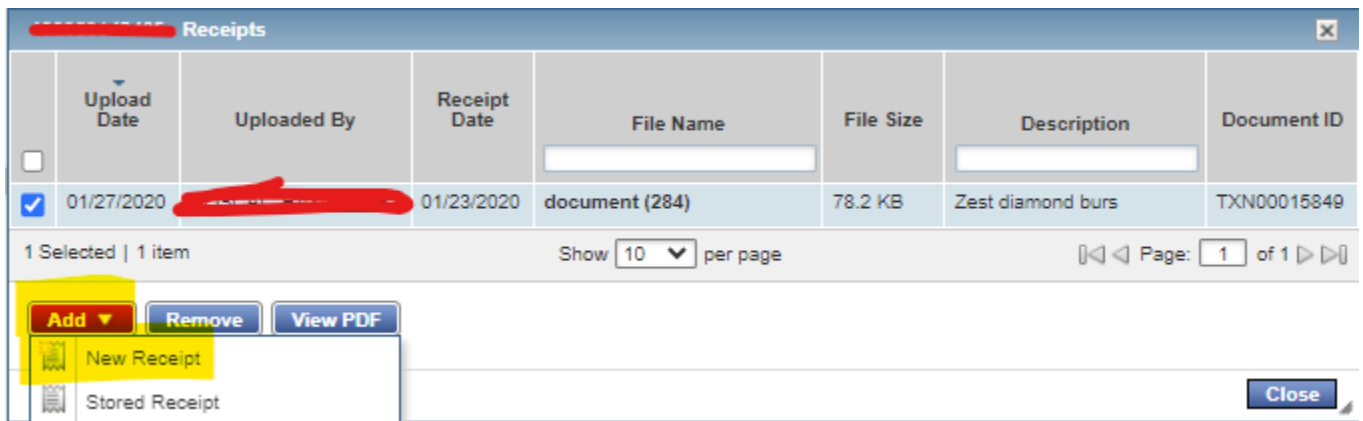 Receipts
Upload Date
Uploaded By
Receipt Date
File Name
File Size
Description
Document ID
01/27/2020 01/23/2020 document (284) 78.2 KB Zest diamond burs TXN00015849
1 Selected | 1 item Show 10 per page Page: 1 of 1
Add Remove View PDF
New Receipt
Stored Receipt
Close